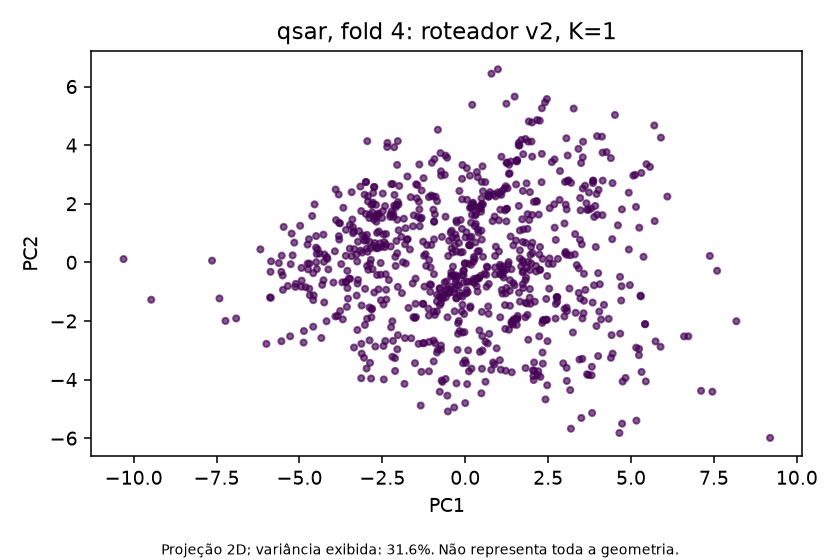 qsar, fold 4: roteador v2, K=1
6
4
2
0
−2
−4
−6
PC2
−10.0 −7.5 −5.0 −2.5 0.0 2.5 5.0 7.5 10.0
PC1
Projeção 2D; variância exibida: 31.6%. Não representa toda a geometria.